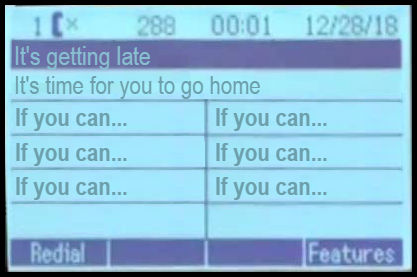 1 × 288 00:01 12/28/18
It's getting late
It's time for you to go home
If you can... If you can...
If you can... If you can...
If you can... If you can...
Redial Features